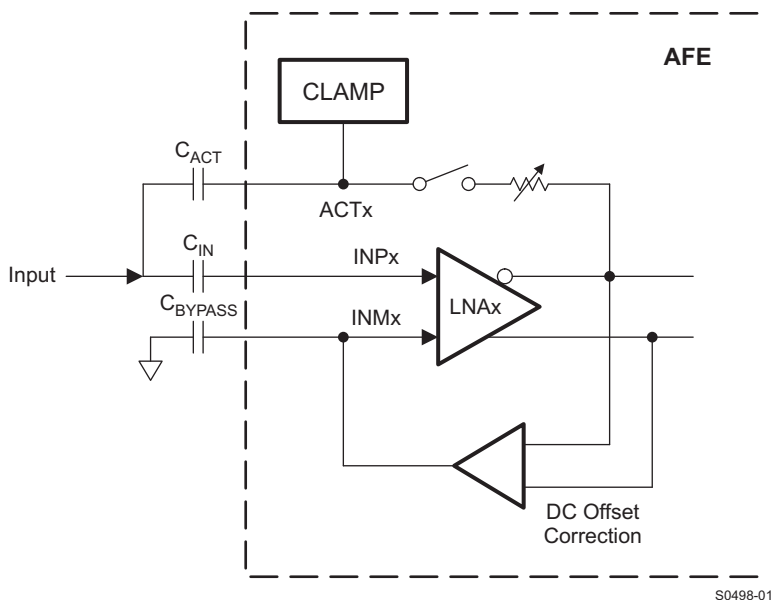 AFE
CLAMP
C_ACT
ACTx
C_IN
INPx
Input
C_BYPASS
INMx
LNAx
DC Offset
Correction
S0498-01